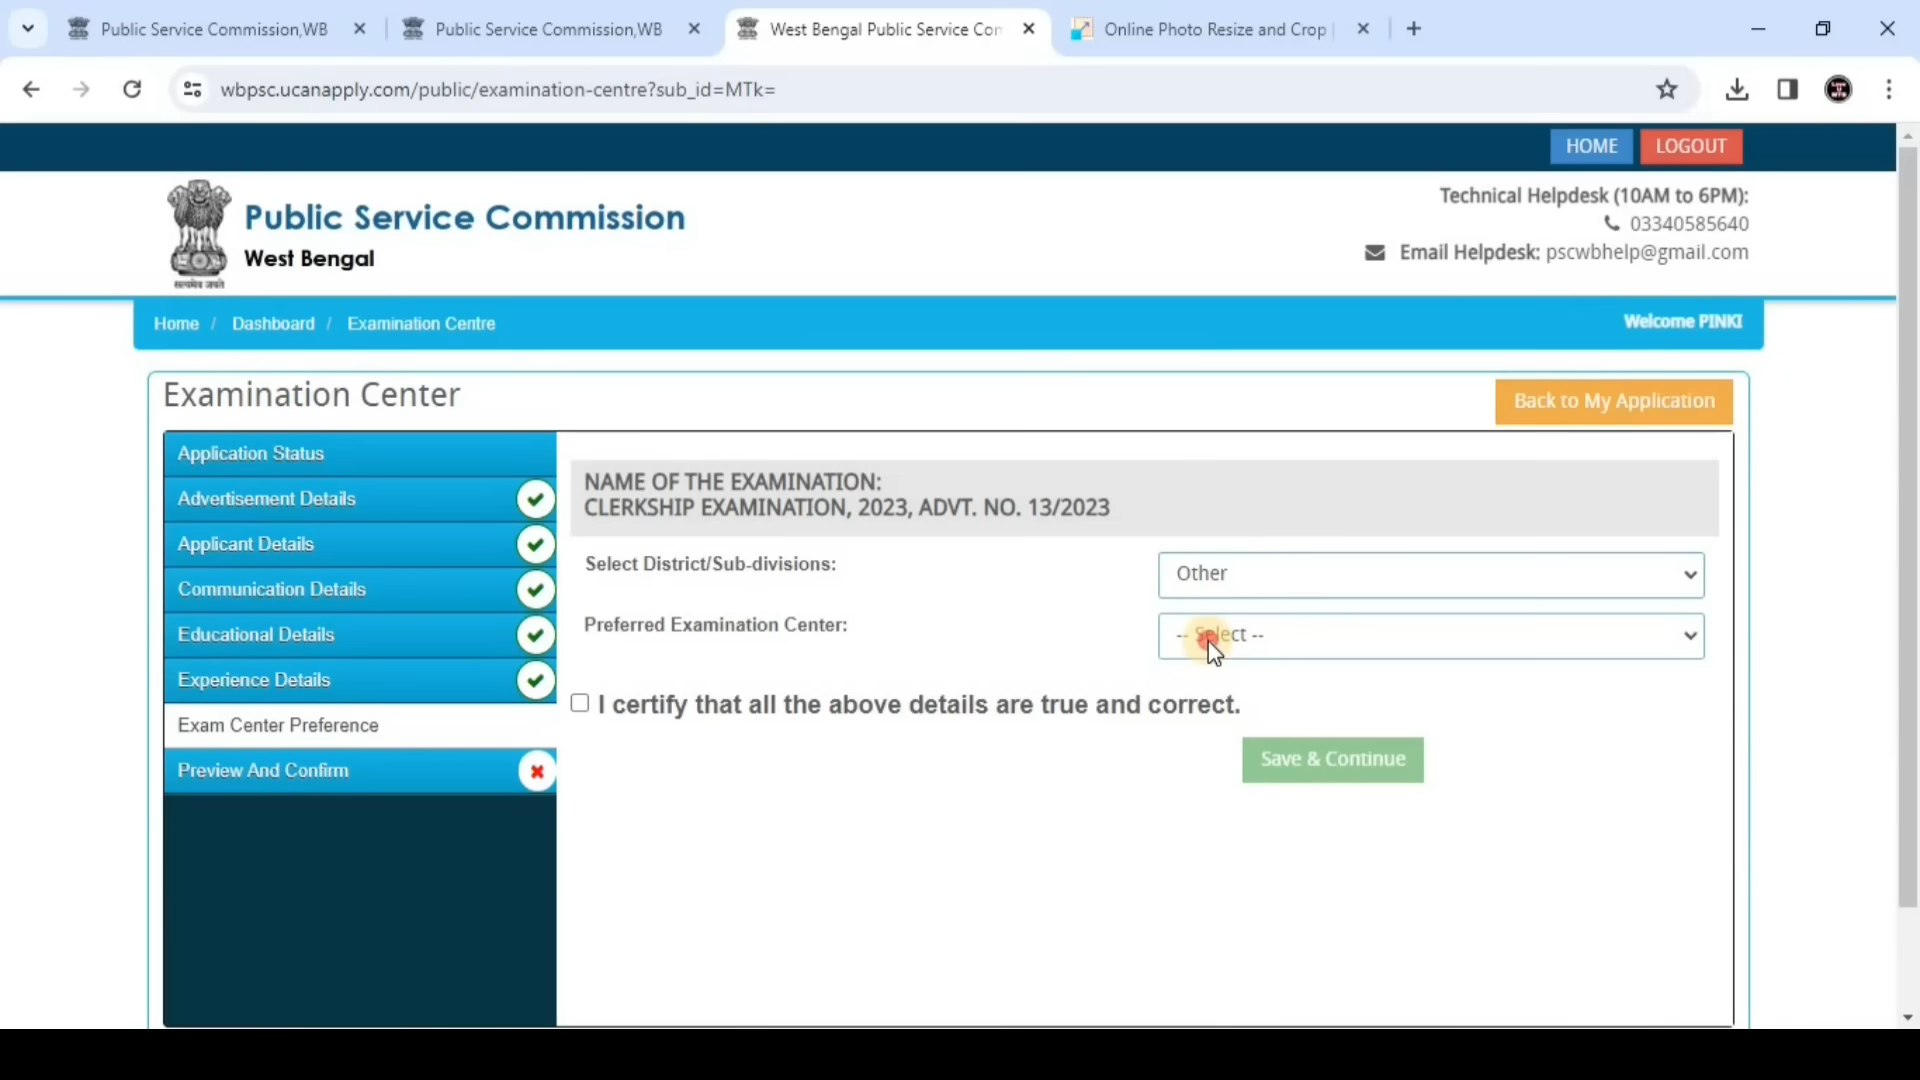 Public Service Commission,WB
Public Service Commission,WB
West Bengal Public Service Con
Online Photo Resize and Crop
wbpsc.ucanapply.com/public/examination-centre?sub_id=MTk=
HOME
LOGOUT
Public Service Commission
West Bengal
सत्यमेव जयते
Technical Helpdesk (10AM to 6PM):
03340585640
Email Helpdesk: pscwbhelp@gmail.com
Home / Dashboard / Examination Centre
Welcome PINKI
Examination Center
Back to My Application
Application Status
Advertisement Details
Applicant Details
Communication Details
Educational Details
Experience Details
Exam Center Preference
Preview And Confirm
NAME OF THE EXAMINATION:
CLERKSHIP EXAMINATION, 2023, ADVT. NO. 13/2023
Select District/Sub-divisions:
Other
Preferred Examination Center:
-- Select --
I certify that all the above details are true and correct.
Save & Continue